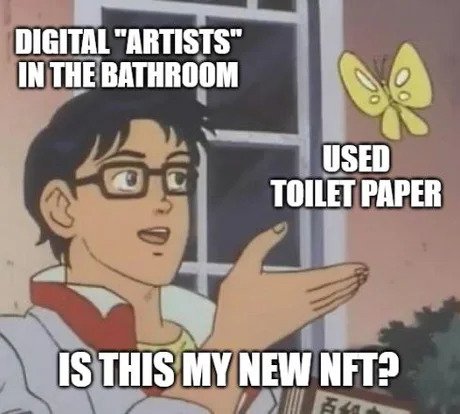 DIGITAL "ARTISTS"
IN THE BATHROOM
USED
TOILET PAPER
IS THIS MY NEW NFT?